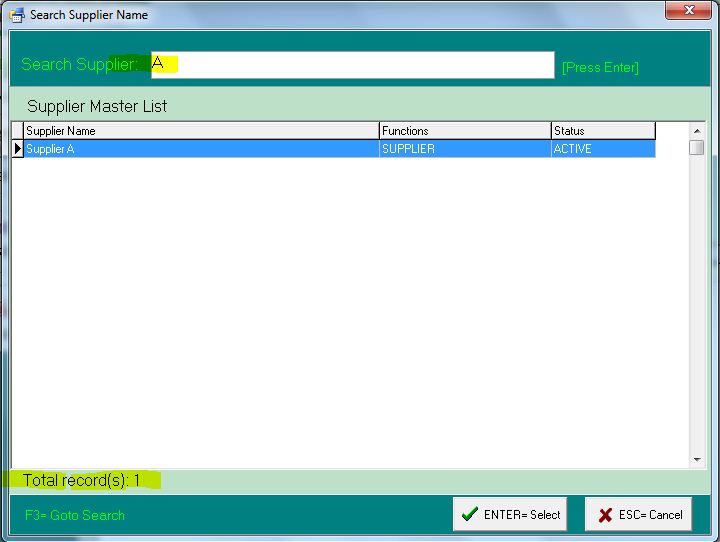 Search Supplier Name
Search Supplier: A [Press Enter]
Supplier Master List
Supplier Name Functions Status
Supplier A SUPPLIER ACTIVE
Total record(s): 1
F3= Goto Search ENTER= Select ESC= Cancel